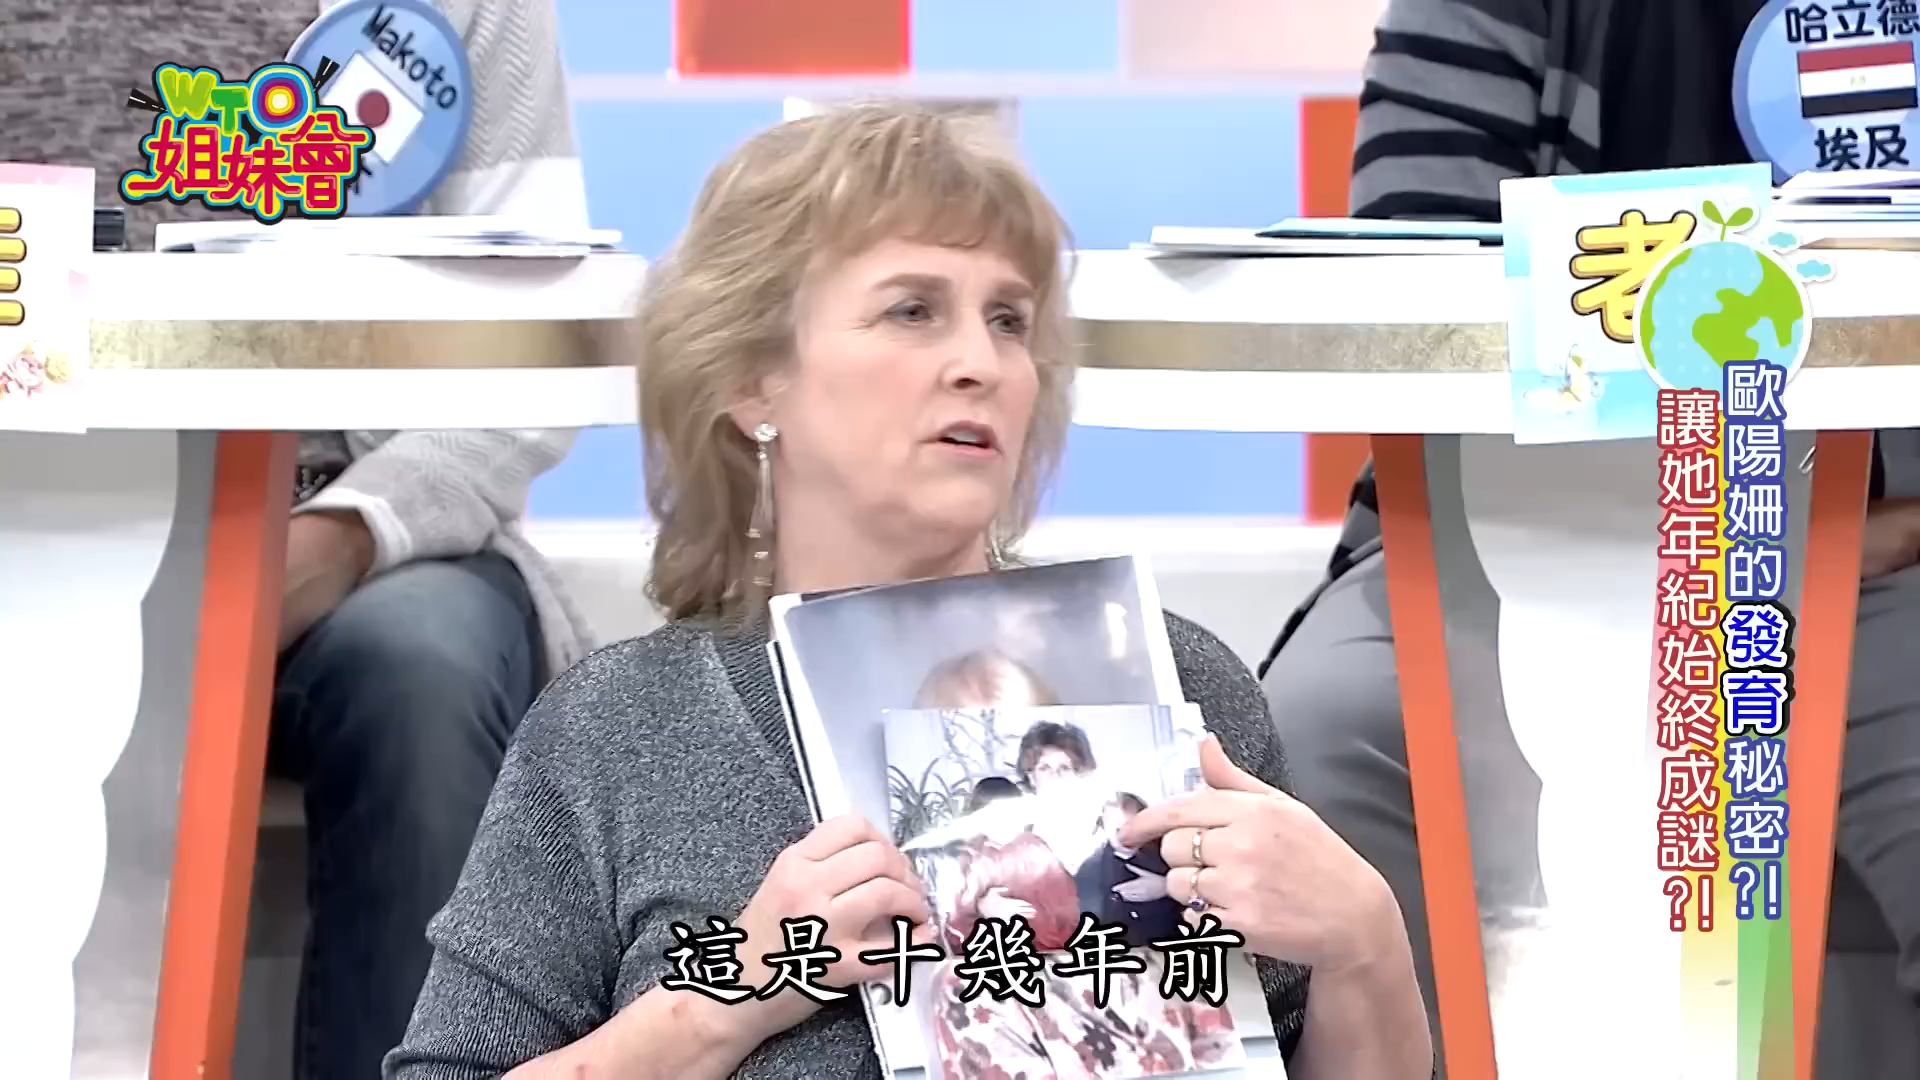 WTO
姐妹會
Makoto
哈立德
埃及
老
歐陽姍的發育秘密?!
讓她年紀始終成謎?!
這是十幾年前